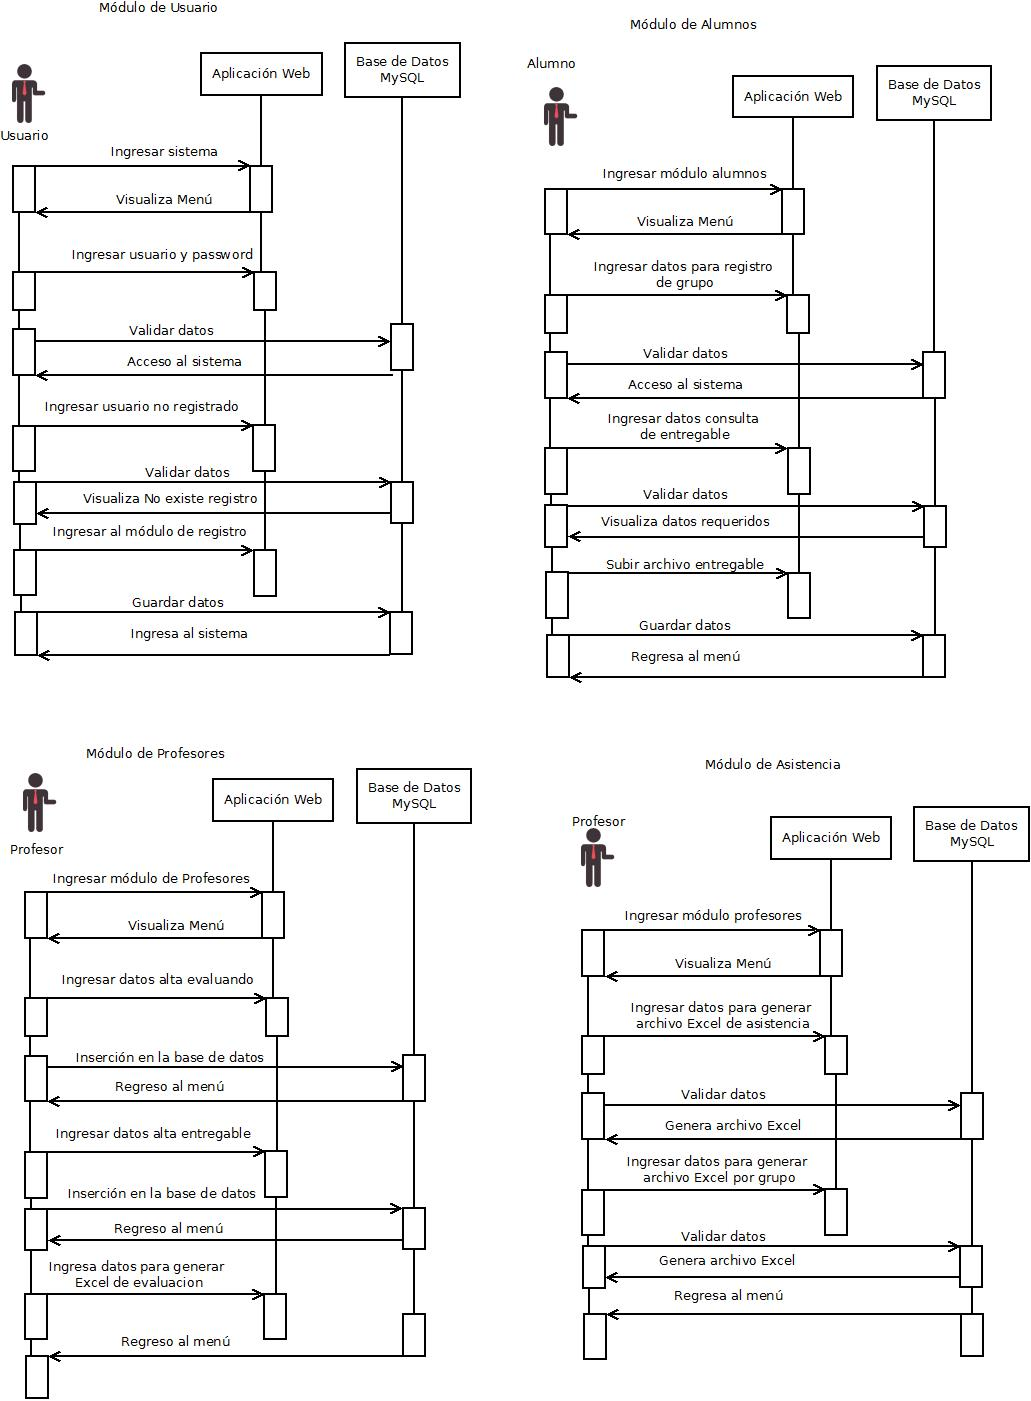 Módulo de Usuario
Usuario
Aplicación Web
Base de Datos
MySQL
Ingresar sistema
Visualiza Menú
Ingresar usuario y password
Validar datos
Acceso al sistema
Ingresar usuario no registrado
Validar datos
Visualiza No existe registro
Ingresar al módulo de registro
Guardar datos
Ingresa al sistema
Módulo de Alumnos
Alumno
Aplicación Web
Base de Datos
MySQL
Ingresar módulo alumnos
Visualiza Menú
Ingresar datos para registro
de grupo
Validar datos
Acceso al sistema
Ingresar datos consulta
de entregable
Validar datos
Visualiza datos requeridos
Subir archivo entregable
Guardar datos
Regresa al menú
Módulo de Profesores
Profesor
Aplicación Web
Base de Datos
MySQL
Ingresar módulo de Profesores
Visualiza Menú
Ingresar datos alta evaluando
Inserción en la base de datos
Regreso al menú
Ingresar datos alta entregable
Inserción en la base de datos
Regreso al menú
Ingresa datos para generar
Excel de evaluacion
Regreso al menú
Módulo de Asistencia
Profesor
Aplicación Web
Base de Datos
MySQL
Ingresar módulo profesores
Visualiza Menú
Ingresar datos para generar
archivo Excel de asistencia
Validar datos
Genera archivo Excel
Ingresar datos para generar
archivo Excel por grupo
Validar datos
Genera archivo Excel
Regresa al menú